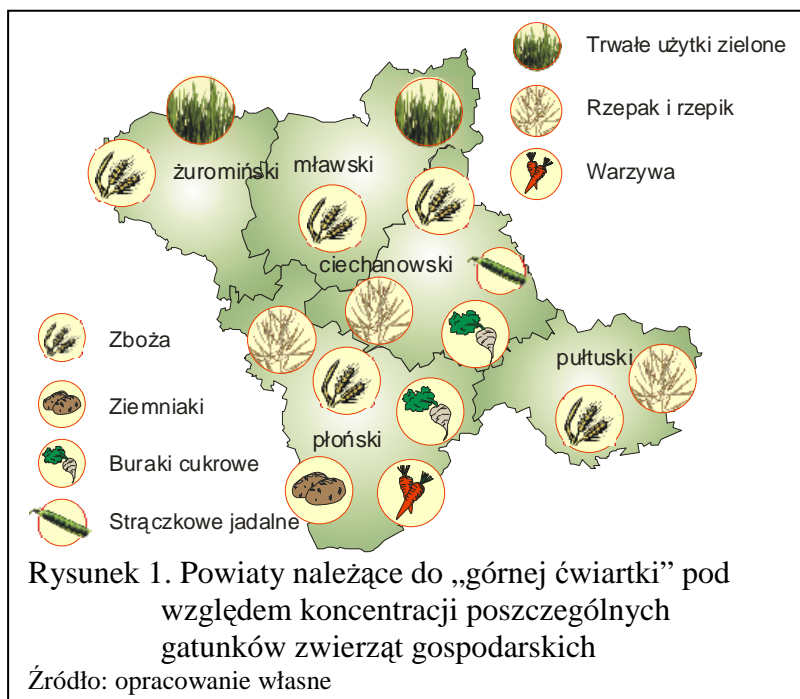 Trwałe użytki zielone
Rzepak i rzepik
Warzywa
żuromiński
mławski
ciechanowski
pułtuski
płoński
Zboża
Ziemniaki
Buraki cukrowe
Strączkowe jadalne
Rysunek 1. Powiaty należące do „górnej ćwiartki” pod
względem koncentracji poszczególnych
gatunków zwierząt gospodarskich
Źródło: opracowanie własne